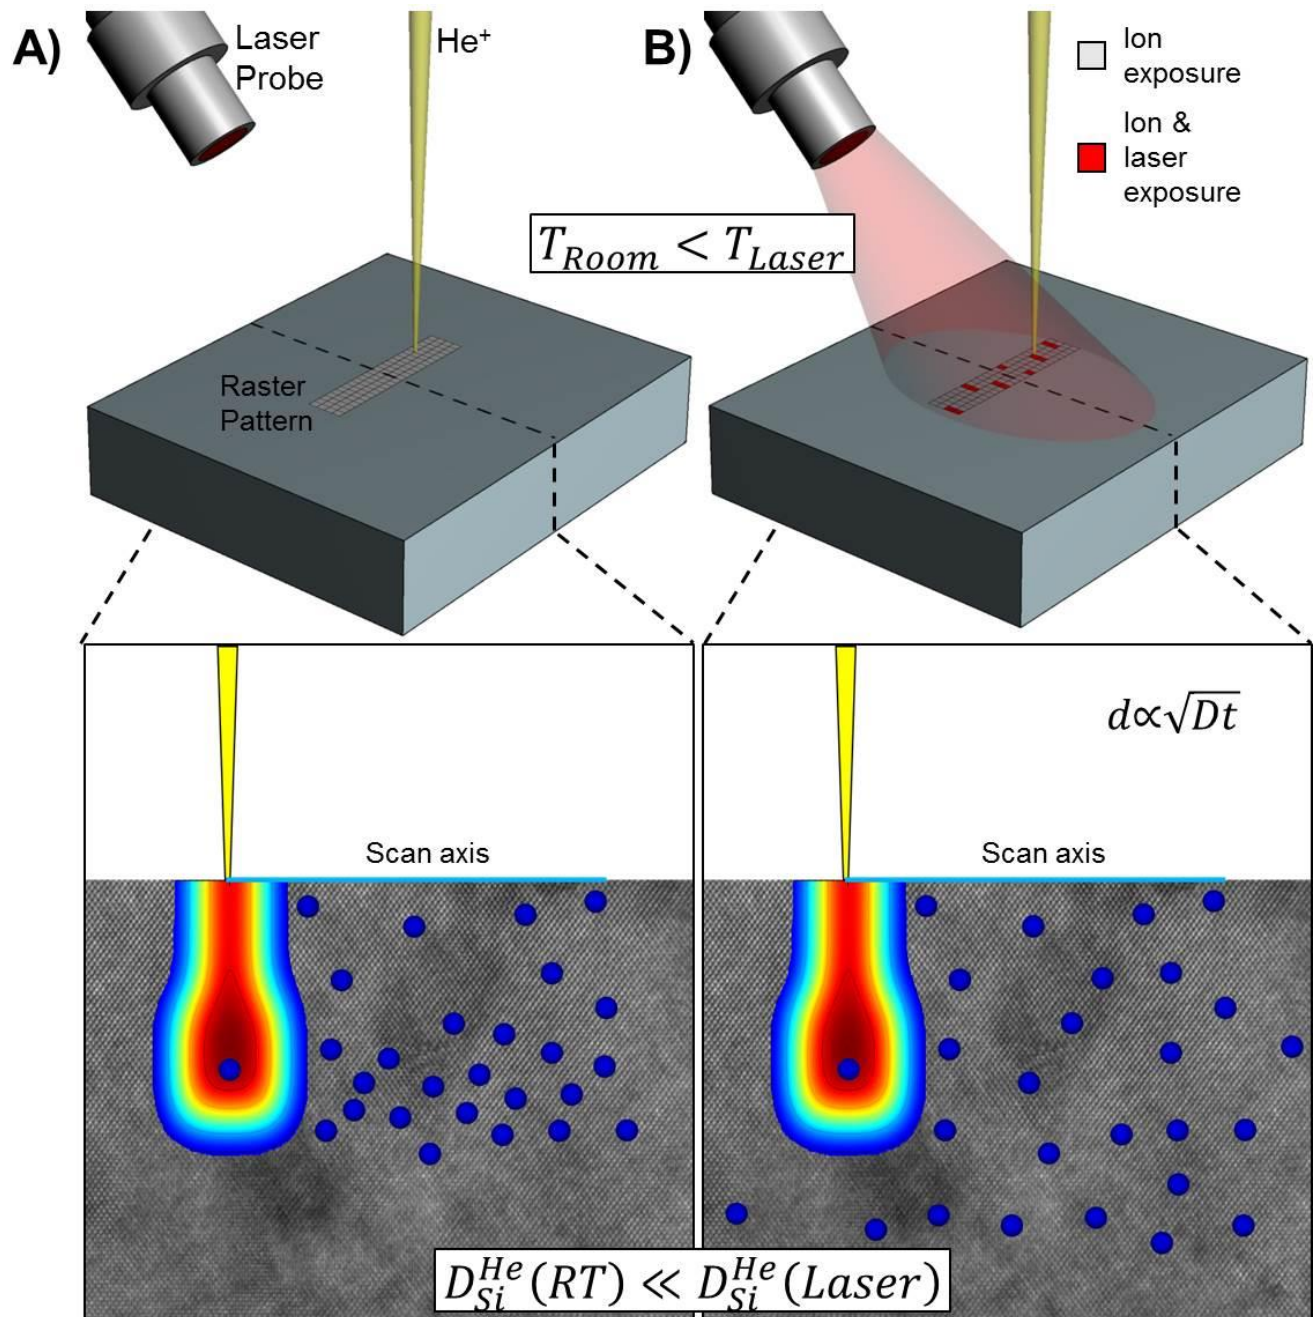 A)
Laser
Probe
He⁺
B)
Ion
exposure
Ion &
laser
exposure
T_Room < T_Laser
Raster
Pattern
d∝√Dt
Scan axis
Scan axis
D_Si^He(RT) ≪ D_Si^He(Laser)